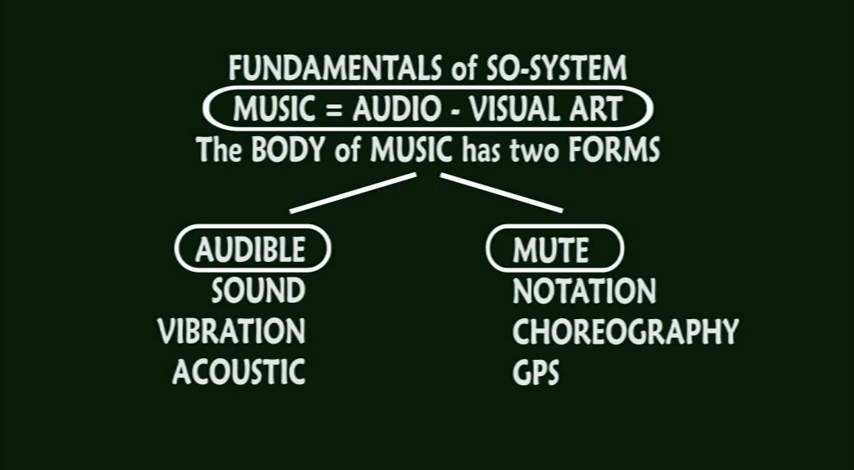 FUNDAMENTALS of SO-SYSTEM
MUSIC = AUDIO - VISUAL ART
The BODY of MUSIC has two FORMS
AUDIBLE
SOUND
VIBRATION
ACOUSTIC
MUTE
NOTATION
CHOREOGRAPHY
GPS